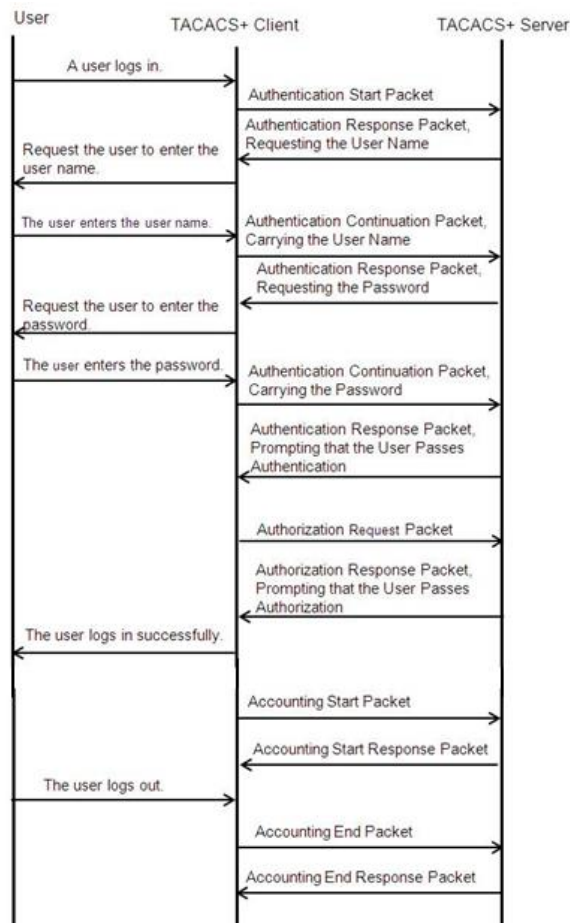 User
TACACS+ Client
TACACS+ Server
A user logs in.
Authentication Start Packet
Authentication Response Packet,
Requesting the User Name
Request the user to enter the
user name.
The user enters the user name.
Authentication Continuation Packet,
Carrying the User Name
Authentication Response Packet,
Requesting the Password
Request the user to enter the
password.
The user enters the password.
Authentication Continuation Packet,
Carrying the Password
Authentication Response Packet,
Prompting that the User Passes
Authentication
Authorization Request Packet
Authorization Response Packet,
Prompting that the User Passes
Authorization
The user logs in successfully.
Accounting Start Packet
Accounting Start Response Packet
The user logs out.
Accounting End Packet
Accounting End Response Packet